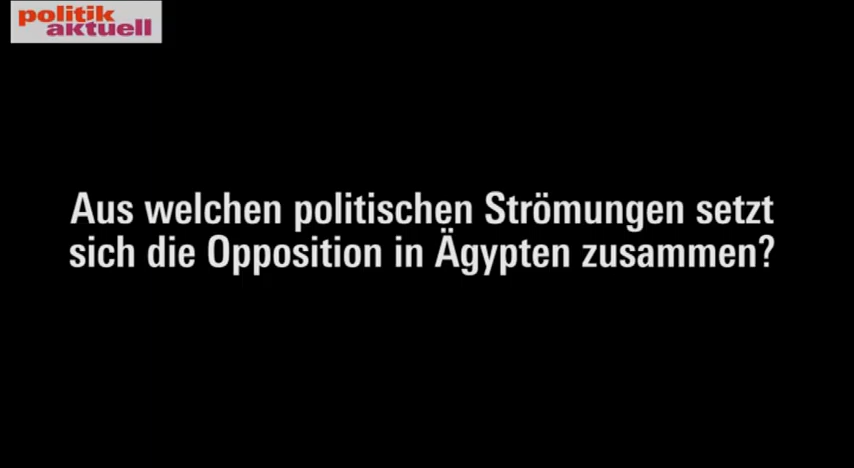 politik
aktuell
Aus welchen politischen Strömungen setzt
sich die Opposition in Ägypten zusammen?